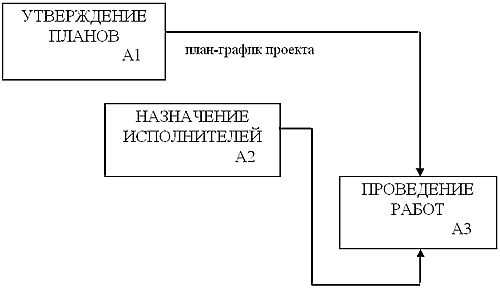 УТВЕРЖДЕНИЕ
ПЛАНОВ
А1
план-график проекта
НАЗНАЧЕНИЕ
ИСПОЛНИТЕЛЕЙ
А2
ПРОВЕДЕНИЕ
РАБОТ
А3